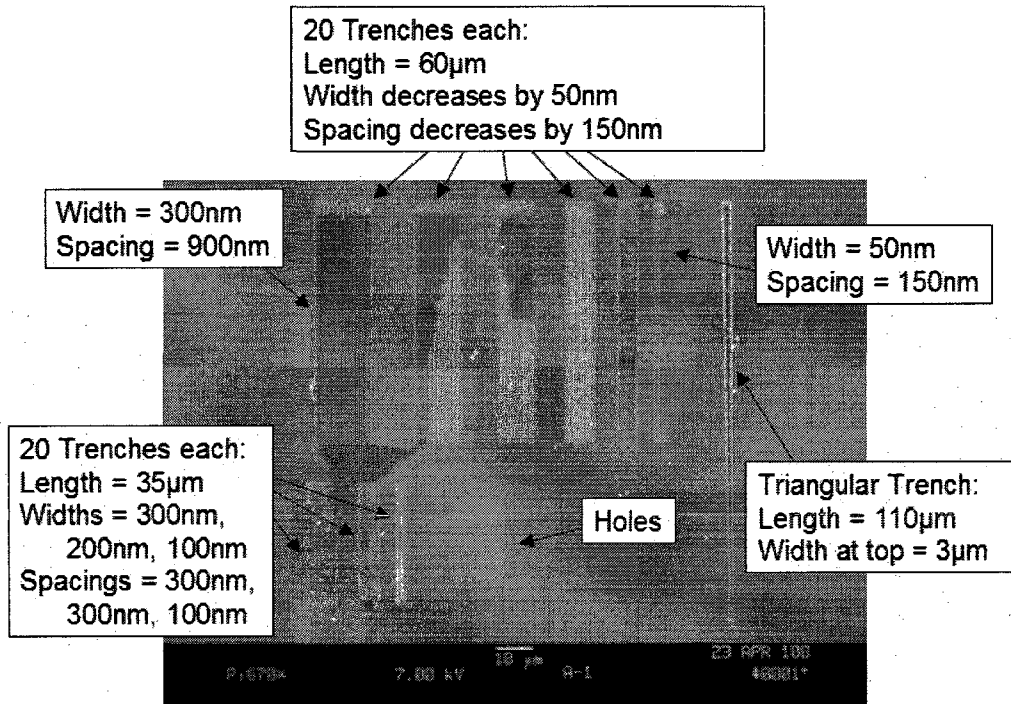 20 Trenches each:
Length = 60µm
Width decreases by 50nm
Spacing decreases by 150nm
Width = 300nm
Spacing = 900nm
Width = 50nm
Spacing = 150nm
20 Trenches each:
Length = 35µm
Widths = 300nm,
200nm, 100nm
Spacings = 300nm,
300nm, 100nm
Holes
Triangular Trench:
Length = 110µm
Width at top = 3µm
10 µm
23 APR 100
7.00 kV
A-1